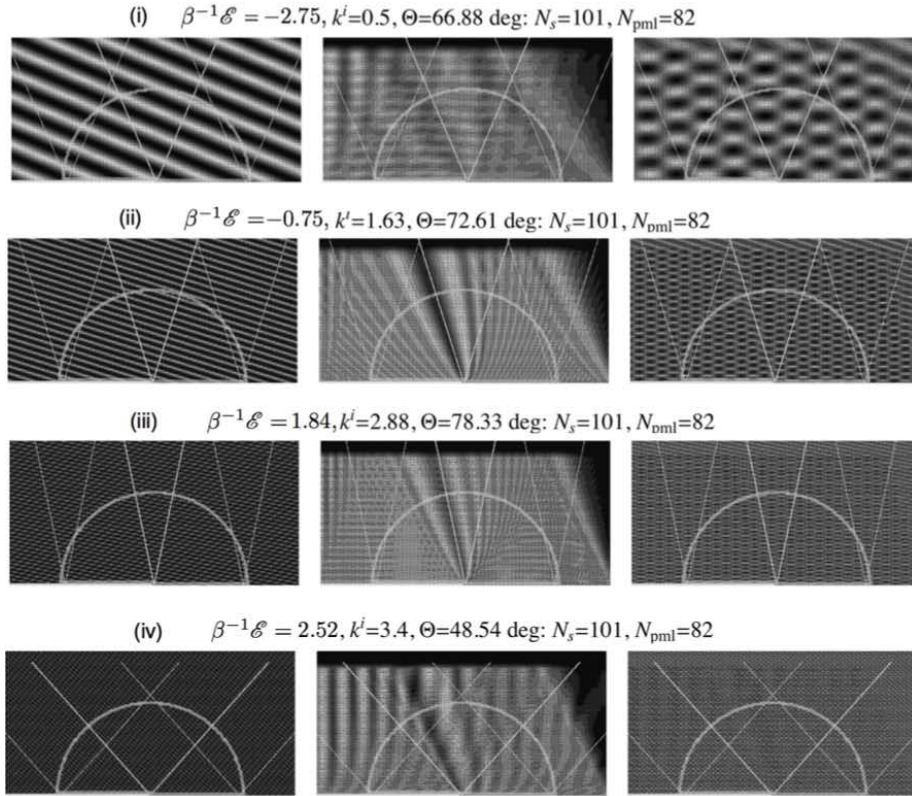 (i) β⁻¹ℰ = −2.75, kⁱ=0.5, Θ=66.88 deg: Nₛ=101, N_pml=82
(ii) β⁻¹ℰ =−0.75, kⁱ=1.63, Θ=72.61 deg: Nₛ=101, N_pml=82
(iii) β⁻¹ℰ = 1.84, kⁱ=2.88, Θ=78.33 deg: Nₛ=101, N_pml=82
(iv) β⁻¹ℰ = 2.52, kⁱ=3.4, Θ=48.54 deg: Nₛ=101, N_pml=82